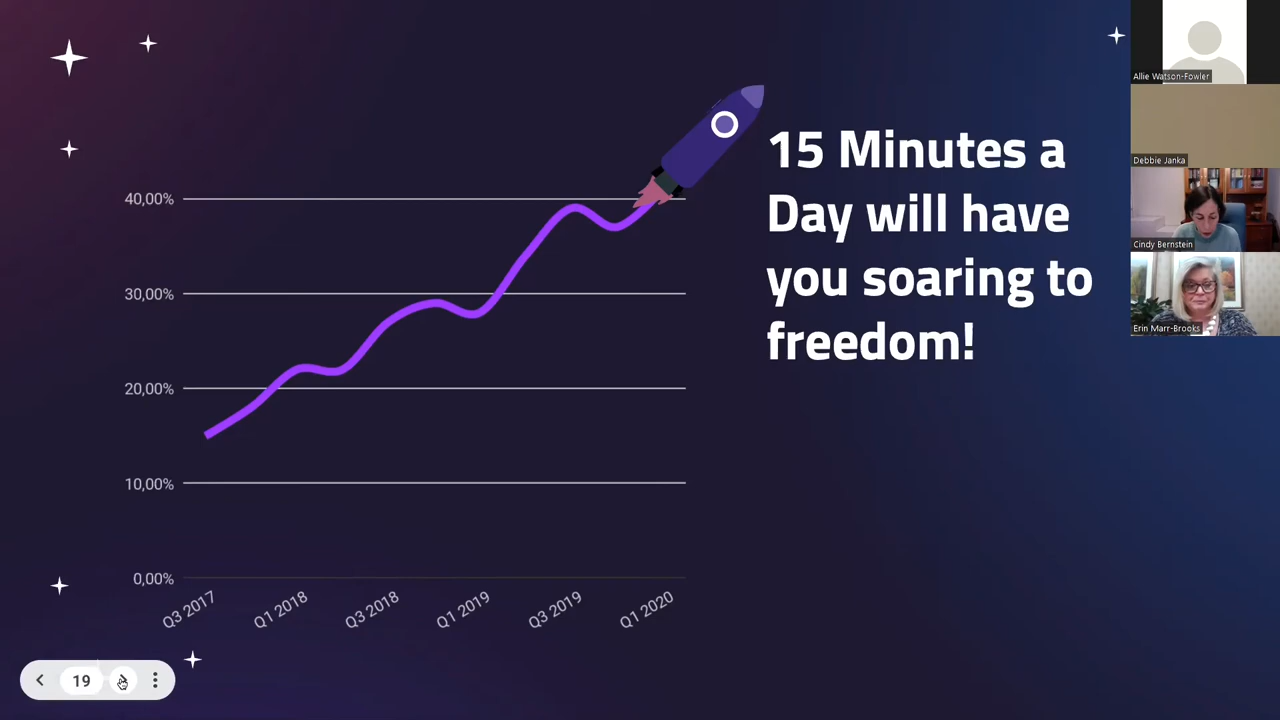 15 Minutes a
Day will have
you soaring to
freedom!
40,00%
30,00%
20,00%
10,00%
0,00%
Q3 2017
Q1 2018
Q3 2018
Q1 2019
Q3 2019
Q1 2020
19
Allie Watson-Fowler
Debbie Janka
Cindy Bernstein
Erin Marr-Brooks